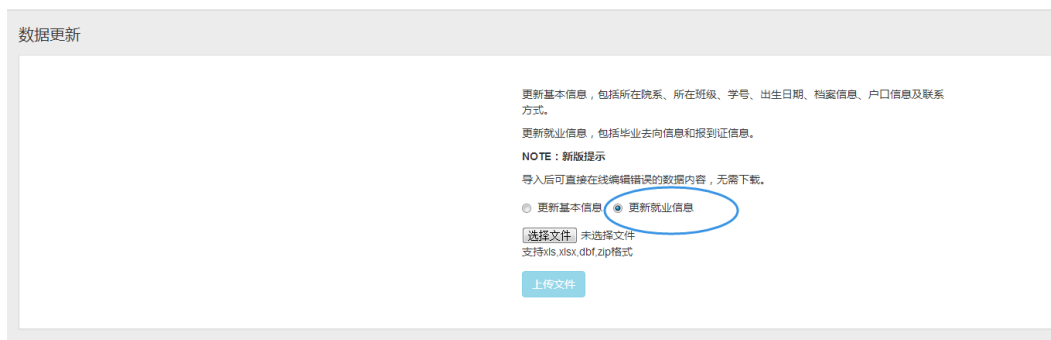 数据更新
更新基本信息，包括所在院系、所在班级、学号、出生日期、档案信息、户口信息及联系
方式。
更新就业信息，包括毕业去向信息和报到证信息。
NOTE：新版提示
导入后可直接在线编辑错误的数据内容，无需下载。
更新基本信息 更新就业信息
选择文件 未选择文件
支持xls,xlsx,dbf,zip格式
上传文件